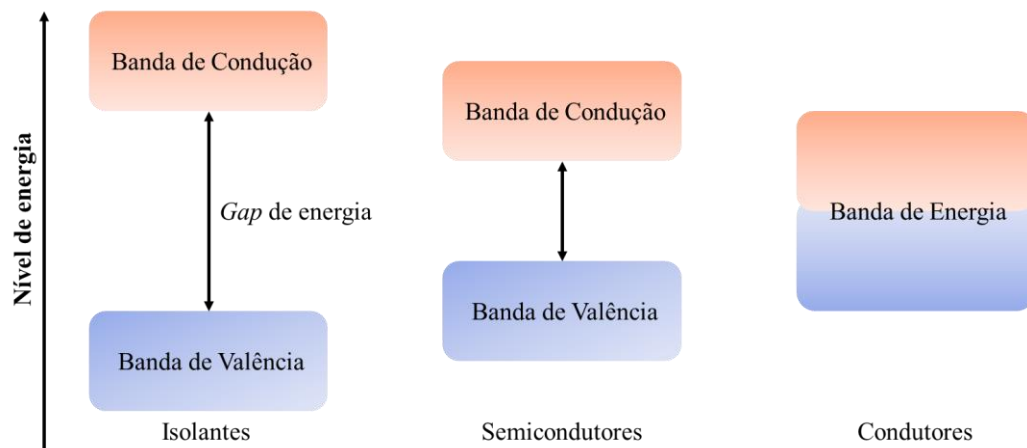 Nível de energia
Banda de Condução
Gap de energia
Banda de Valência
Isolantes
Banda de Condução
Banda de Valência
Semicondutores
Banda de Energia
Condutores